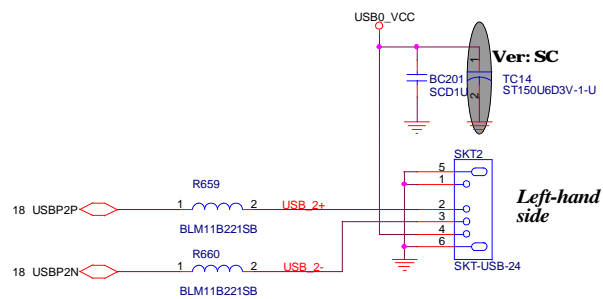 USB0_VCC
Ver: SC
1
BC201
SCD1U
2
TC14
ST150U6D3V-1-U
SKT2
5
1
2
3
4
6
SKT-USB-24
Left-hand
side
R659
18 USBP2P
1
2
USB_2+
BLM11B221SB
R660
18 USBP2N
1
2
USB_2-
BLM11B221SB